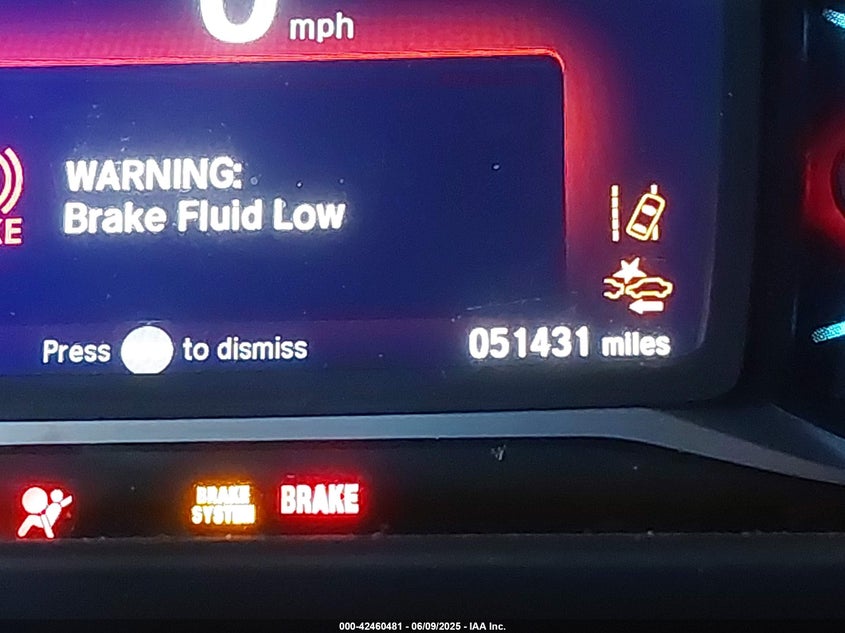 mph
WARNING:
Brake Fluid Low
Press to dismiss
051431 miles
BRAKE
SYSTEM
BRAKE
000-42460481 - 06/09/2025 - IAA Inc.